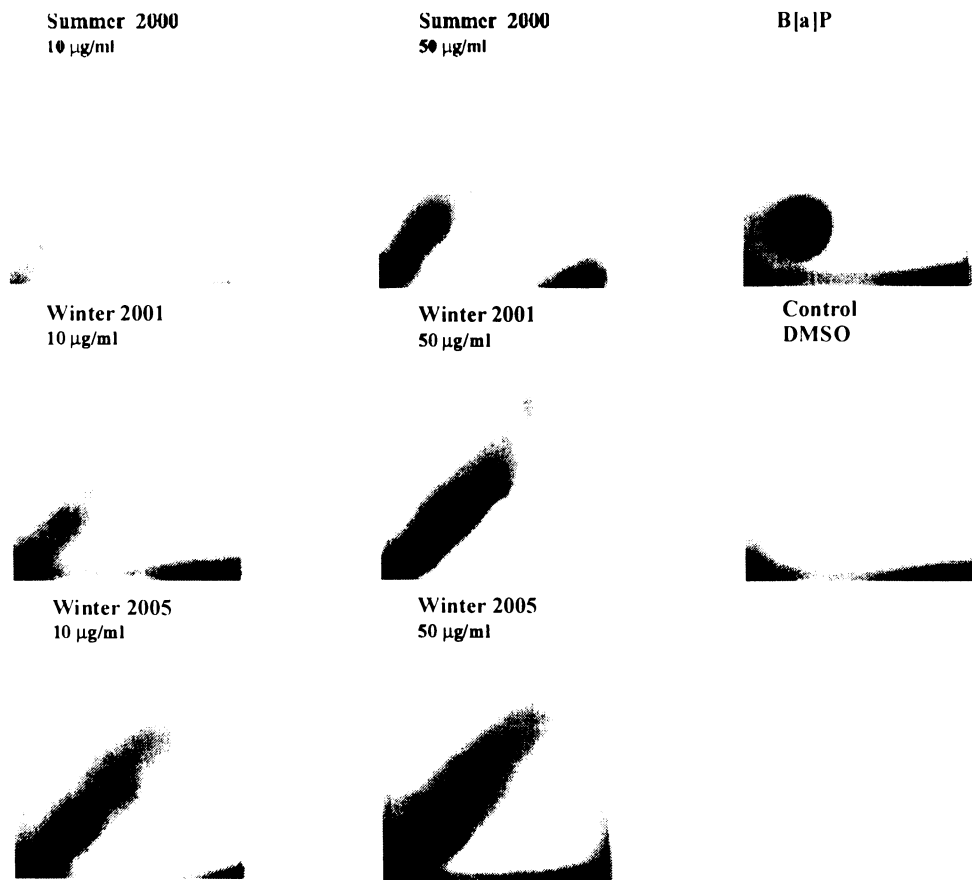 Summer 2000
10 µg/ml
Summer 2000
50 µg/ml
B[a]P
Winter 2001
10 µg/ml
Winter 2001
50 µg/ml
Control
DMSO
Winter 2005
10 µg/ml
Winter 2005
50 µg/ml